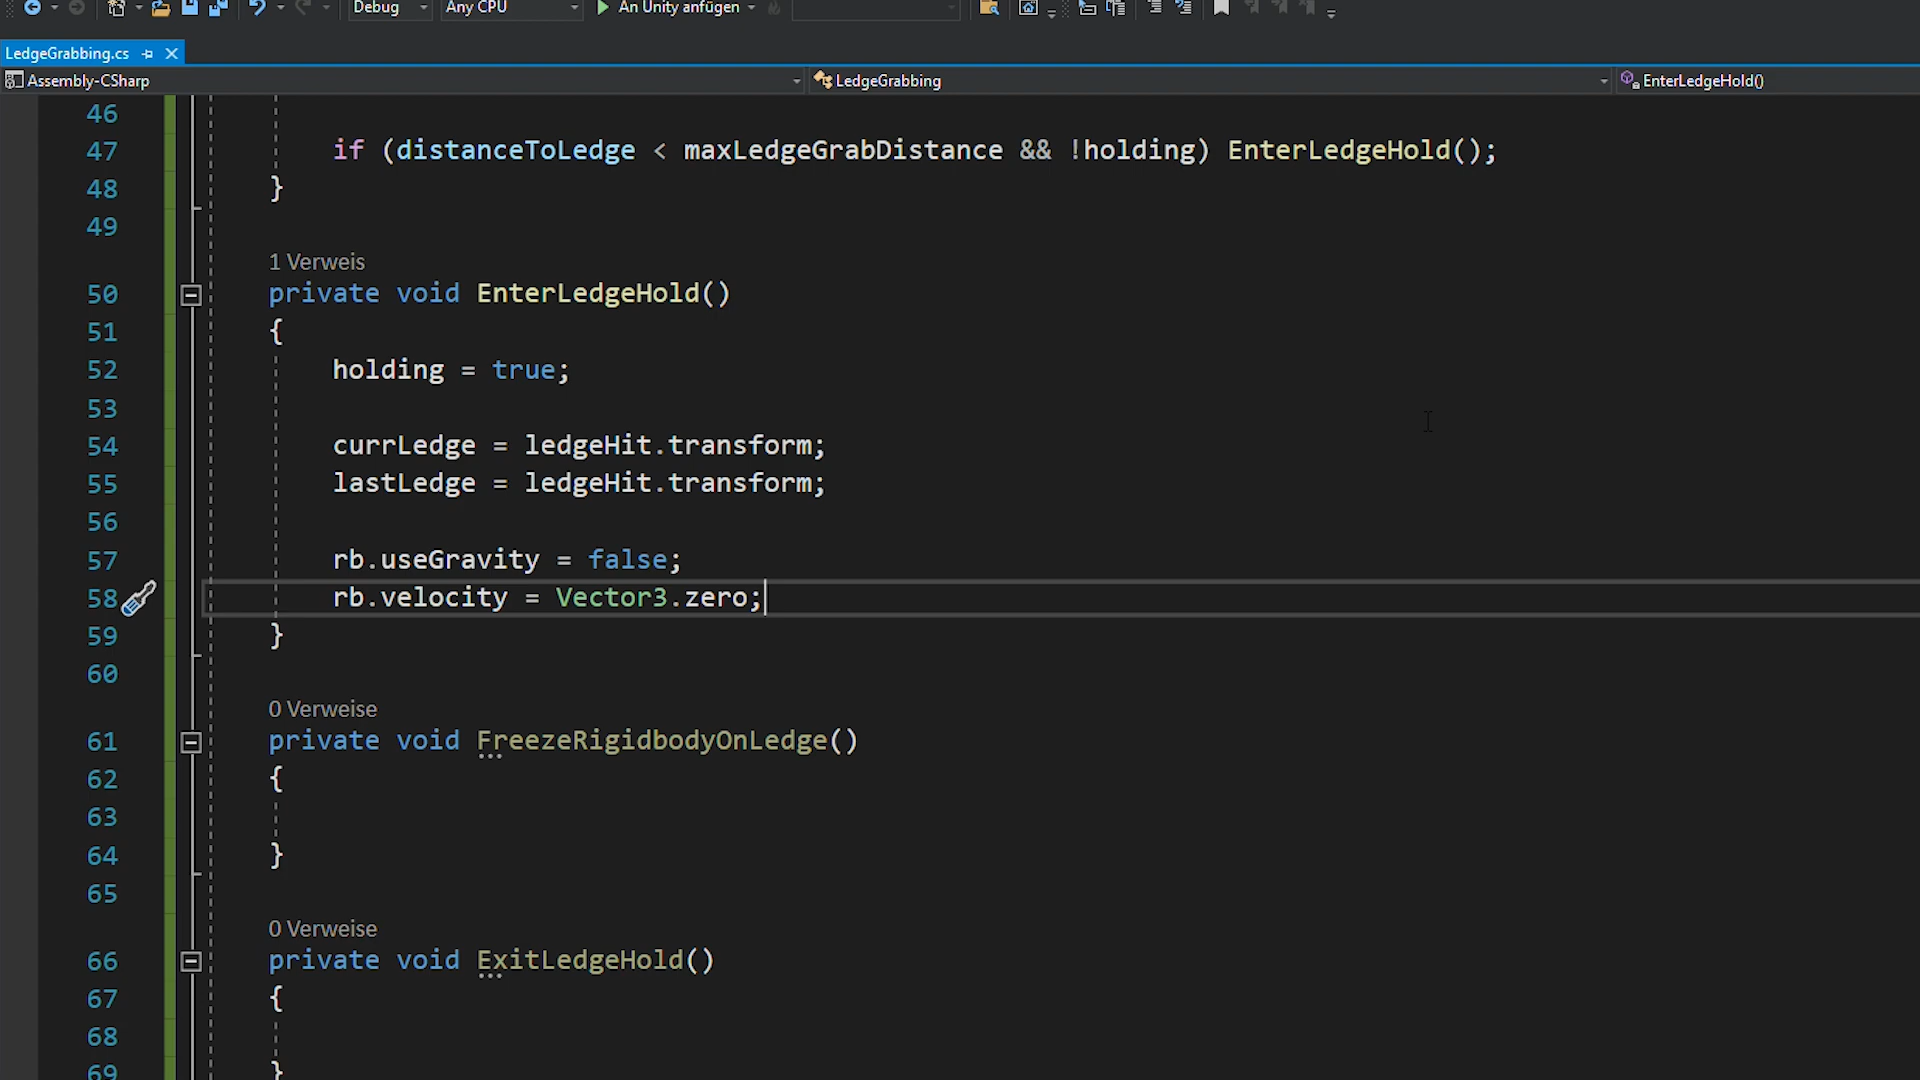 Debug Any CPU An Unity anfügen
LedgeGrabbing.cs
Assembly-CSharp LedgeGrabbing EnterLedgeHold()
46
47 if (distanceToLedge < maxLedgeGrabDistance && !holding) EnterLedgeHold();
48 }
49
1 Verweis
50 private void EnterLedgeHold()
51 {
52 holding = true;
53
54 currLedge = ledgeHit.transform;
55 lastLedge = ledgeHit.transform;
56
57 rb.useGravity = false;
58 rb.velocity = Vector3.zero;
59 }
60
0 Verweise
61 private void FreezeRigidbodyOnLedge()
62 {
63
64 }
65
0 Verweise
66 private void ExitLedgeHold()
67 {
68
69 }